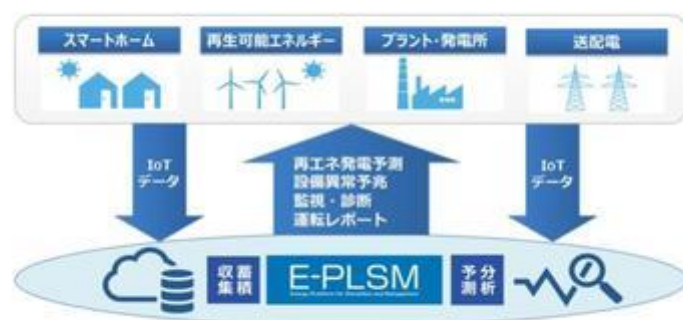 スマートホーム
再生可能エネルギー
プラント・発電所
送配電
IoT
データ
再エネ発電予測
設備異常予兆
監視・診断
運転レポート
IoT
データ
収集
蓄積
E-PLSM
予測
分析